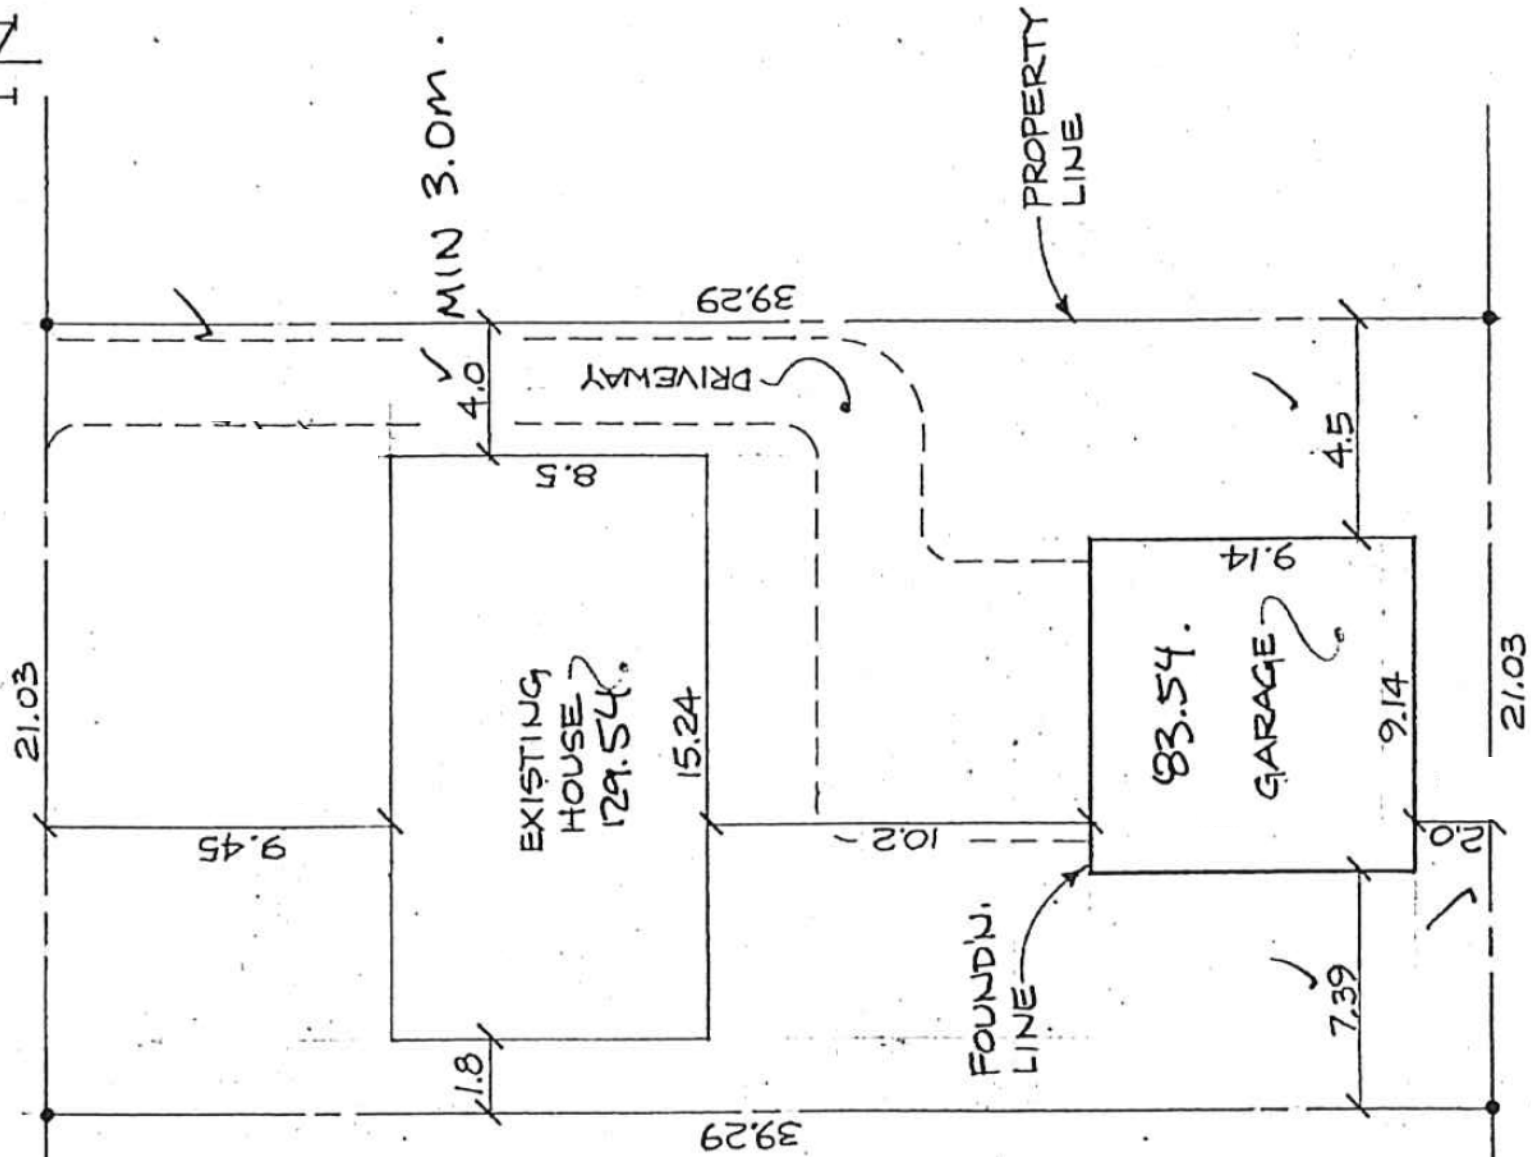 N
21.03
MIN 3.0m.
4.0
39.29
PROPERTY
LINE
DRIVEWAY
8.5
9.45
EXISTING
HOUSE
129.54.
15.24
1.8
39.29
10.2
4.5
9.14
83.54.
GARAGE
9.14
FOUND'N.
LINE
7.39
2.0
21.03